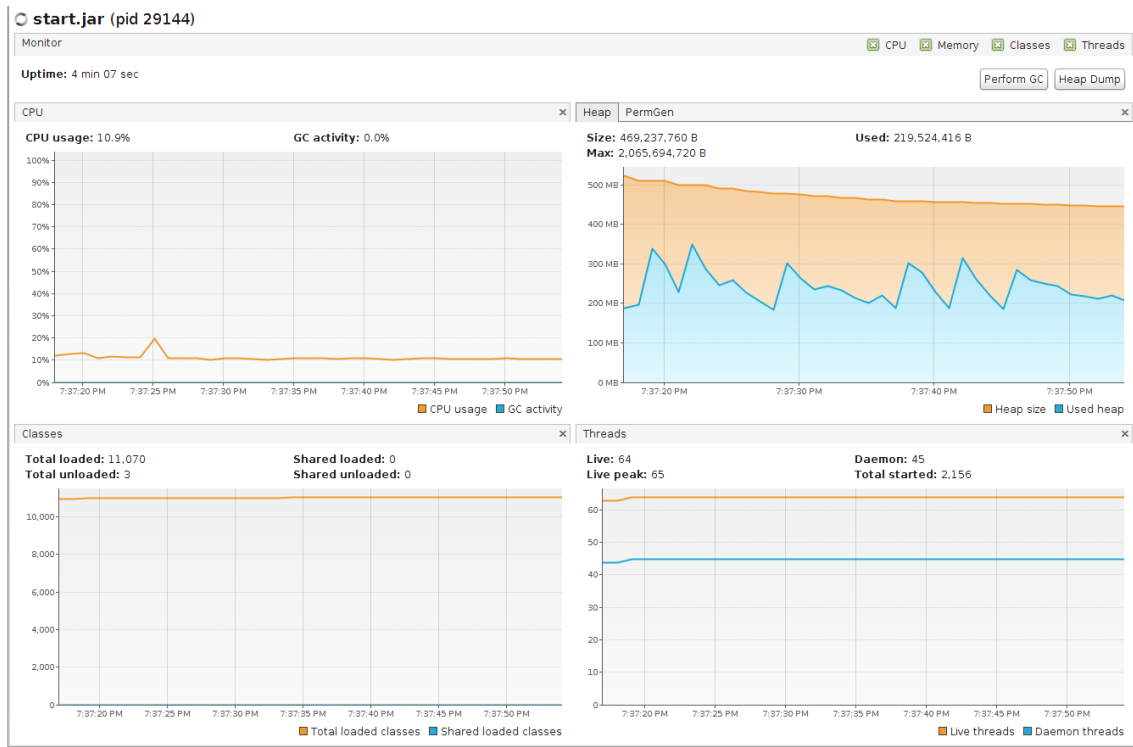 start.jar (pid 29144)
Monitor
CPU Memory Classes Threads
Uptime: 4 min 07 sec
Perform GC Heap Dump
CPU
CPU usage: 10.9% GC activity: 0.0%
100%
90%
80%
70%
60%
50%
40%
30%
20%
10%
0%
7:37:20 PM 7:37:25 PM 7:37:30 PM 7:37:35 PM 7:37:40 PM 7:37:45 PM 7:37:50 PM
CPU usage GC activity
Heap PermGen
Size: 469,237,760 B Used: 219,524,416 B
Max: 2,065,694,720 B
500 MB
400 MB
300 MB
200 MB
100 MB
0 MB
7:37:20 PM 7:37:30 PM 7:37:40 PM 7:37:50 PM
Heap size Used heap
Classes
Total loaded: 11,070 Shared loaded: 0
Total unloaded: 3 Shared unloaded: 0
10,000
8,000
6,000
4,000
2,000
0
7:37:20 PM 7:37:25 PM 7:37:30 PM 7:37:35 PM 7:37:40 PM 7:37:45 PM 7:37:50 PM
Total loaded classes Shared loaded classes
Threads
Live: 64 Daemon: 45
Live peak: 65 Total started: 2,156
60
50
40
30
20
10
0
7:37:20 PM 7:37:25 PM 7:37:30 PM 7:37:35 PM 7:37:40 PM 7:37:45 PM 7:37:50 PM
Live threads Daemon threads